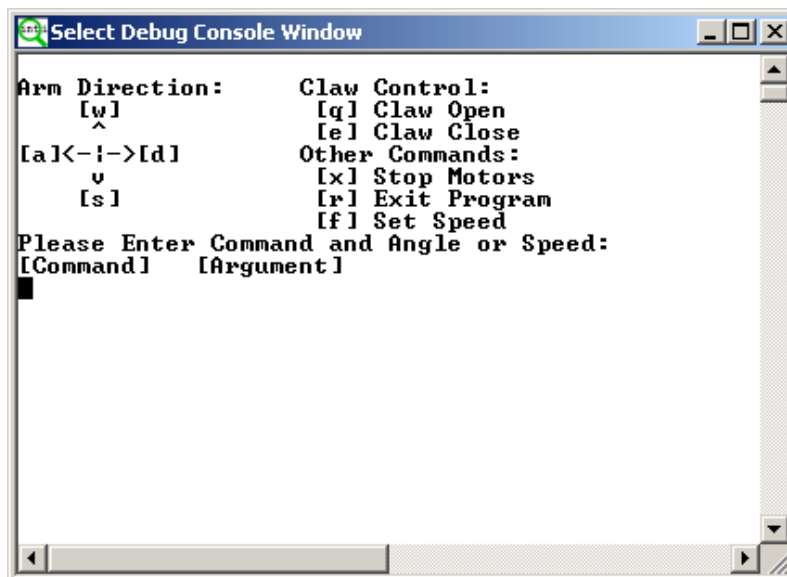 Select Debug Console Window
Arm Direction:        Claw Control:
[w]        [q] Claw Open
^        [e] Claw Close
[a]<-¦->[d]        Other Commands:
v        [x] Stop Motors
[s]        [r] Exit Program
[f] Set Speed
Please Enter Command and Angle or Speed:
[Command]   [Argument]